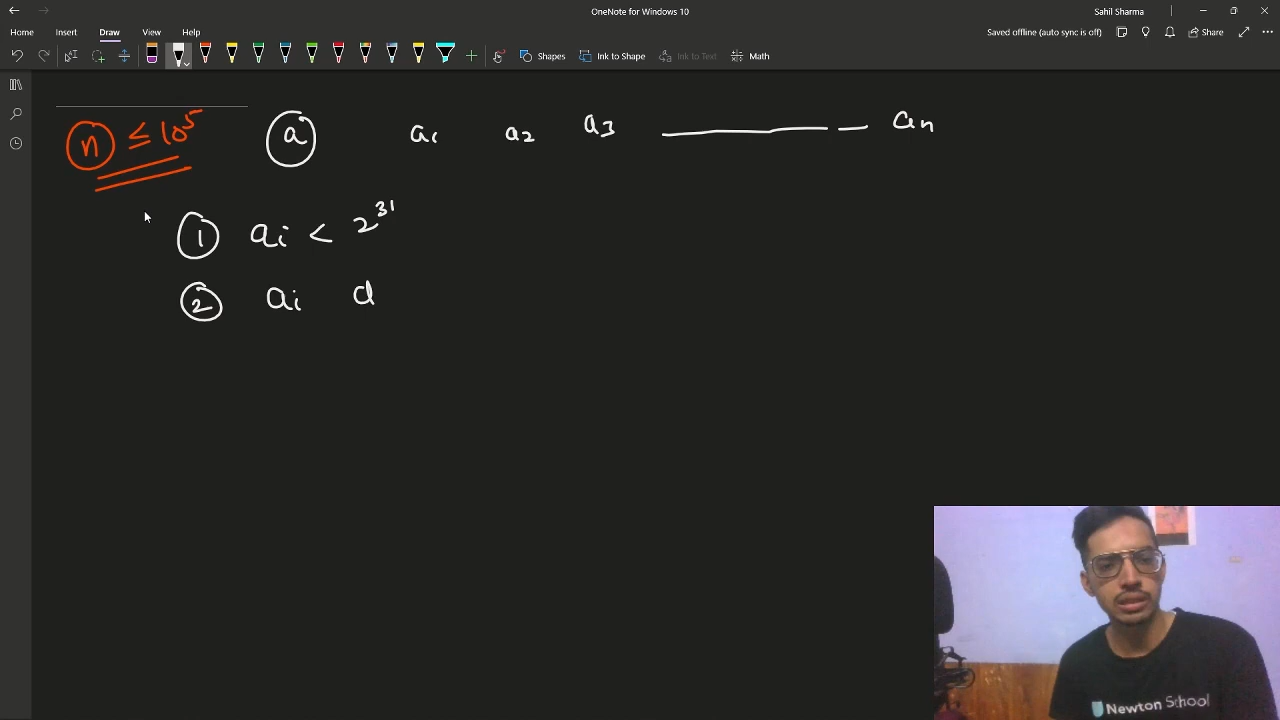 OneNote for Windows 10
Sahil Sharma
Home Insert Draw View Help
Saved offline (auto sync is off)
Share
Shapes
Ink to Shape
Ink to Text
Math
n ≤ 10⁵
a a₁ a₂ a₃ —— — aₙ
1 aᵢ < 2³¹
2 aᵢ d
Newton School